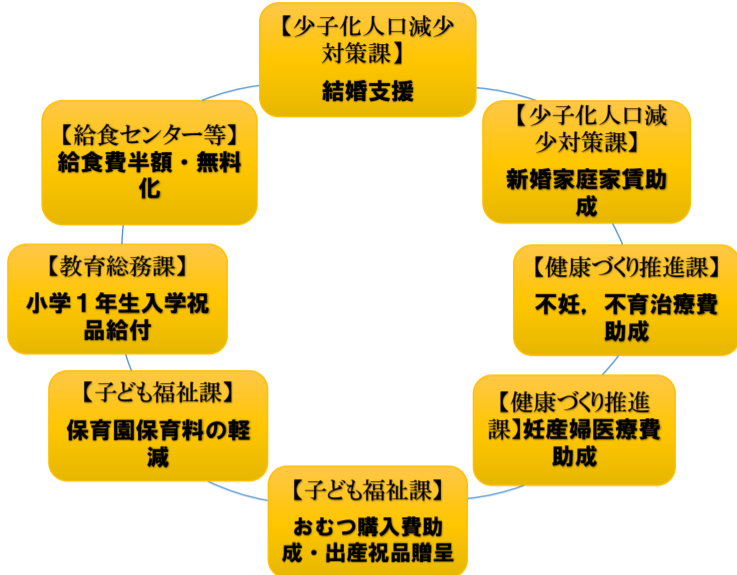 【少子化人口減少
対策課】
結婚支援
【少子化人口減
少対策課】
新婚家庭家賃助
成
【健康づくり推進課】
不妊，不育治療費
助成
【健康づくり推進
課】妊産婦医療費
助成
【子ども福祉課】
おむつ購入費助
成・出産祝品贈呈
【子ども福祉課】
保育園保育料の軽
減
【教育総務課】
小学１年生入学祝
品給付
【給食センター等】
給食費半額・無料
化